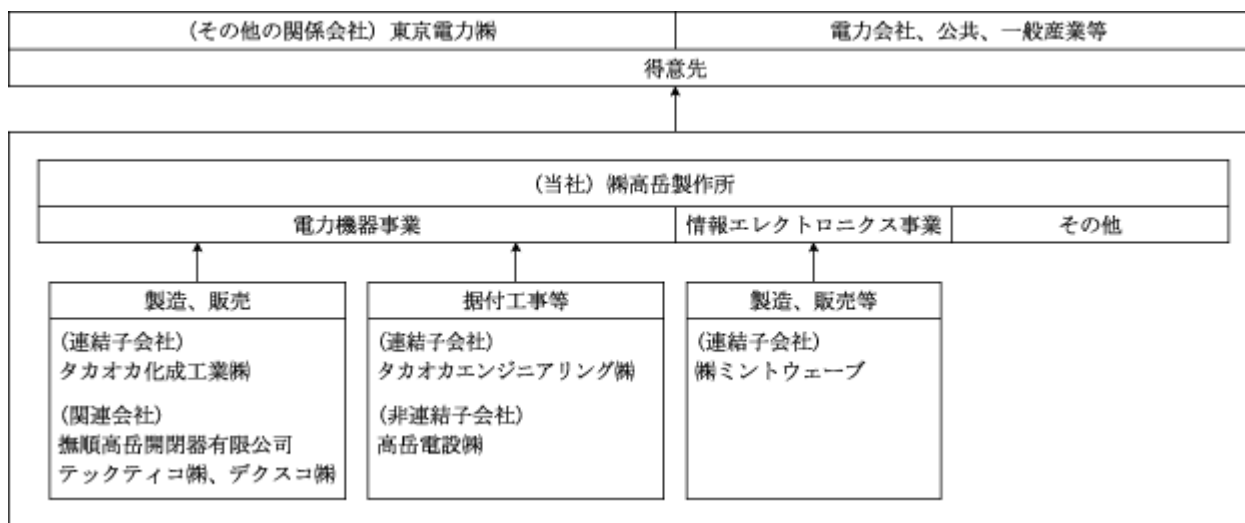 (その他の関係会社) 東京電力㈱
電力会社、公共、一般産業等
得意先
(当社) ㈱高岳製作所
電力機器事業
情報エレクトロニクス事業
その他
製造、販売
(連結子会社)
タカオカ化成工業㈱
(関連会社)
撫順高岳開閉器有限公司
テックティコ㈱、デクスコ㈱
据付工事等
(連結子会社)
タカオカエンジニアリング㈱
(非連結子会社)
高岳電設㈱
製造、販売等
(連結子会社)
㈱ミントウェーブ